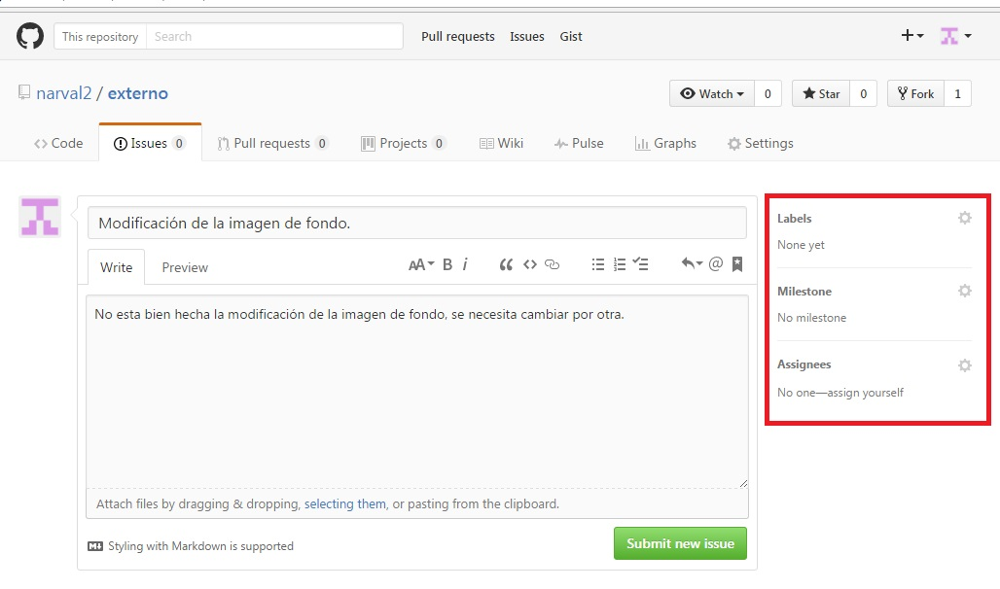 This repository Search Pull requests Issues Gist
narval2 / externo Watch 0 Star 0 Fork 1
Code Issues 0 Pull requests 0 Projects 0 Wiki Pulse Graphs Settings
Modificación de la imagen de fondo.
Write Preview AA B i
No esta bien hecha la modificación de la imagen de fondo, se necesita cambiar por otra.
Attach files by dragging & dropping, selecting them, or pasting from the clipboard.
Styling with Markdown is supported
Submit new issue
Labels
None yet
Milestone
No milestone
Assignees
No one—assign yourself